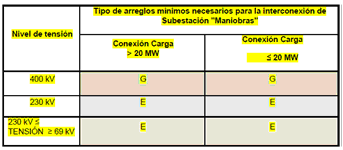 Tipo de arreglos mínimos necesarios para la interconexión de
Subestación "Maniobras"
Nivel de tensión
Conexión Carga
> 20 MW
Conexión Carga
≤ 20 MW
400 kV
G
G
230 kV
E
E
230 kV ≤
TENSIÓN ≥ 69 kV
E
E